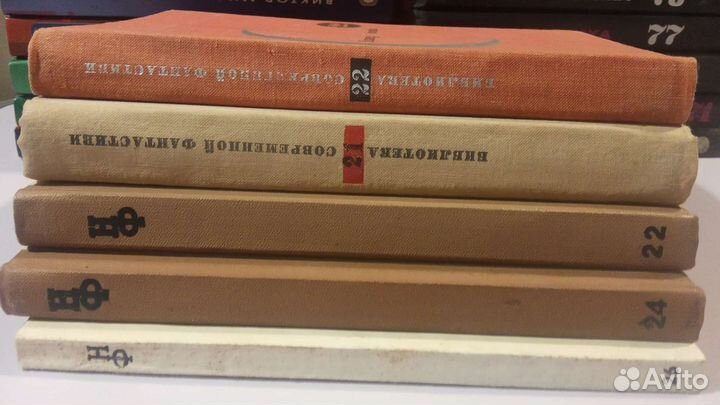 77
БИБЛИОТЕКА СОВРЕМЕННОЙ ФАНТАСТИКИ
22
БИБЛИОТЕКА СОВРЕМЕННОЙ ФАНТАСТИКИ
21
НФ
22
НФ
24
НФ
Avito